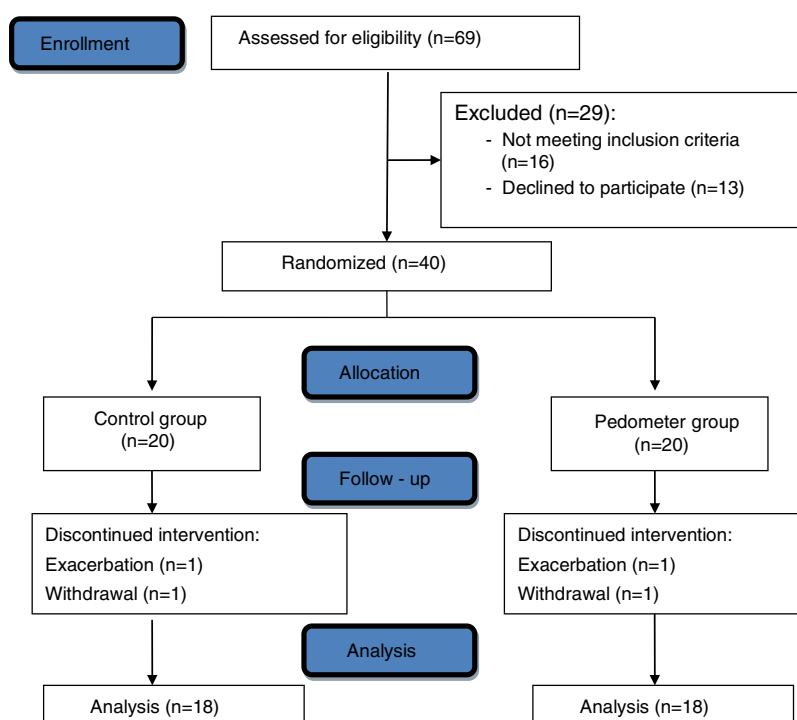 Enrollment
Assessed for eligibility (n=69)
Excluded (n=29):
- Not meeting inclusion criteria
(n=16)
- Declined to participate (n=13)
Randomized (n=40)
Allocation
Control group
(n=20)
Pedometer group
(n=20)
Follow - up
Discontinued intervention:
Exacerbation (n=1)
Withdrawal (n=1)
Discontinued intervention:
Exacerbation (n=1)
Withdrawal (n=1)
Analysis
Analysis (n=18)
Analysis (n=18)